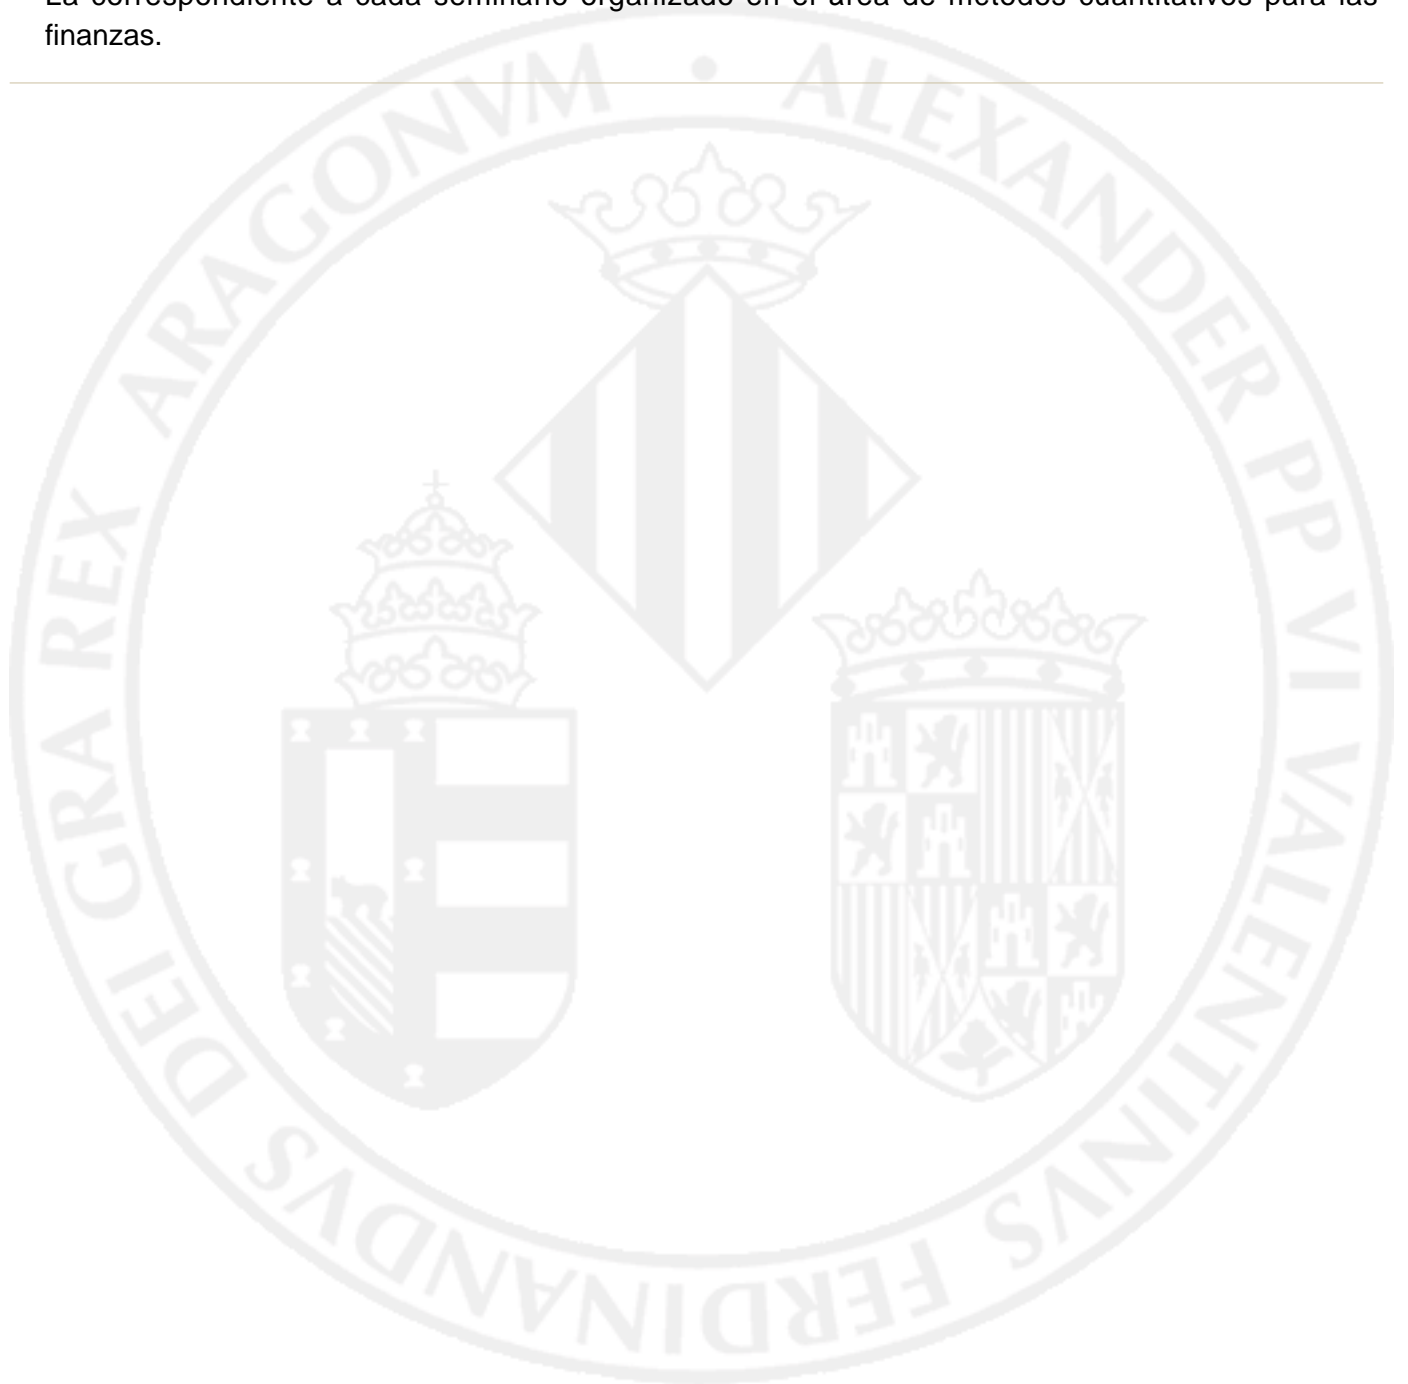 La correspondiente a cada seminario organizado en el área de métodos cuantitativos para las
finanzas.
ALEXANDER PP VI VALENTINVS FERDINANDVS DEI GRA REX ARAGONVM •